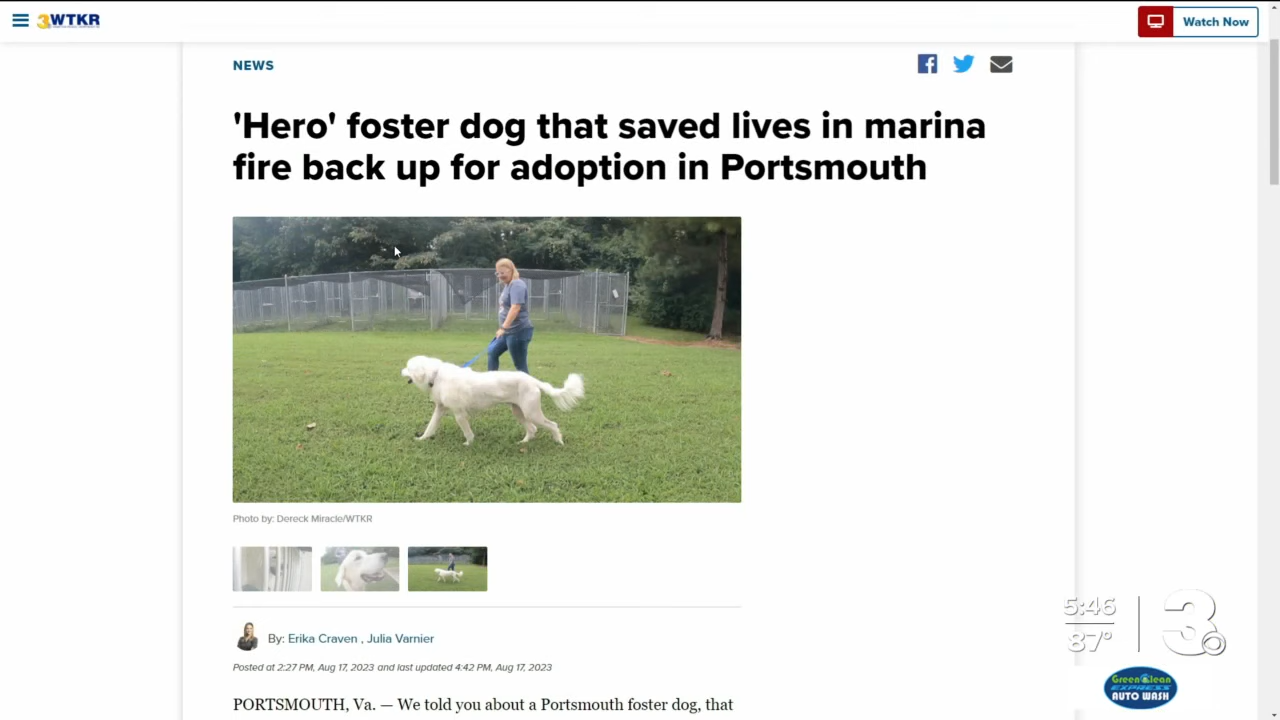 3WTKR
Watch Now
NEWS
'Hero' foster dog that saved lives in marina
fire back up for adoption in Portsmouth
Photo by: Dereck Miracle/WTKR
By: Erika Craven , Julia Varnier
Posted at 2:27 PM, Aug 17, 2023 and last updated 4:42 PM, Aug 17, 2023
PORTSMOUTH, Va. — We told you about a Portsmouth foster dog, that
5:46
87°
3
Green Clean
EXPRESS
AUTO WASH